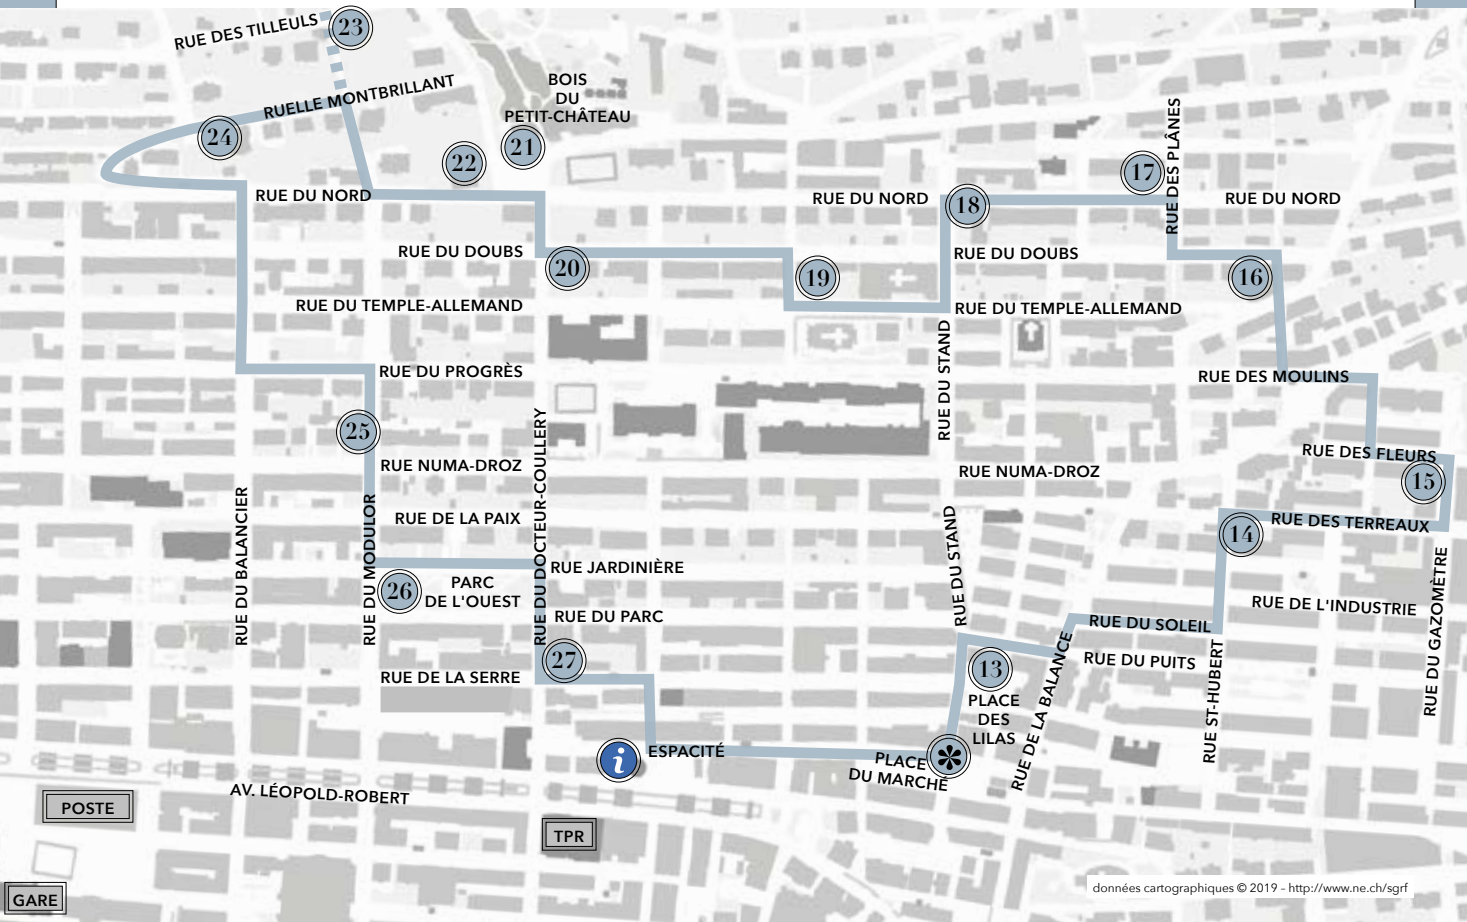 RUE DES TILLEULS
23
RUELLE MONTBRILLANT
BOIS
DU
PETIT-CHÂTEAU
24
22
21
17
RUE DES PLÂNES
RUE DU NORD
RUE DU NORD
18
RUE DU NORD
RUE DU DOUBS
20
19
RUE DU DOUBS
16
RUE DU TEMPLE-ALLEMAND
RUE DU TEMPLE-ALLEMAND
RUE DU STAND
RUE DU PROGRÈS
RUE DES MOULINS
25
RUE NUMA-DROZ
RUE NUMA-DROZ
RUE DES FLEURS
15
RUE DU BALANCIER
RUE DU MODULOR
RUE DU DOCTEUR-COULLERY
RUE DE LA PAIX
RUE DU STAND
14
RUE DES TERREAUX
RUE JARDINIÈRE
26
PARC
DE L'OUEST
RUE DU PARC
RUE DE L'INDUSTRIE
RUE DU GAZOMÈTRE
RUE DU SOLEIL
27
RUE DE LA SERRE
13
RUE DU PUITS
PLACE
DES
LILAS
RUE DE LA BALANCE
RUE ST-HUBERT
i
ESPACITÉ
PLACE
DU MARCHÉ
AV. LÉOPOLD-ROBERT
POSTE
TPR
GARE
données cartographiques © 2019 – http://www.ne.ch/sgrf